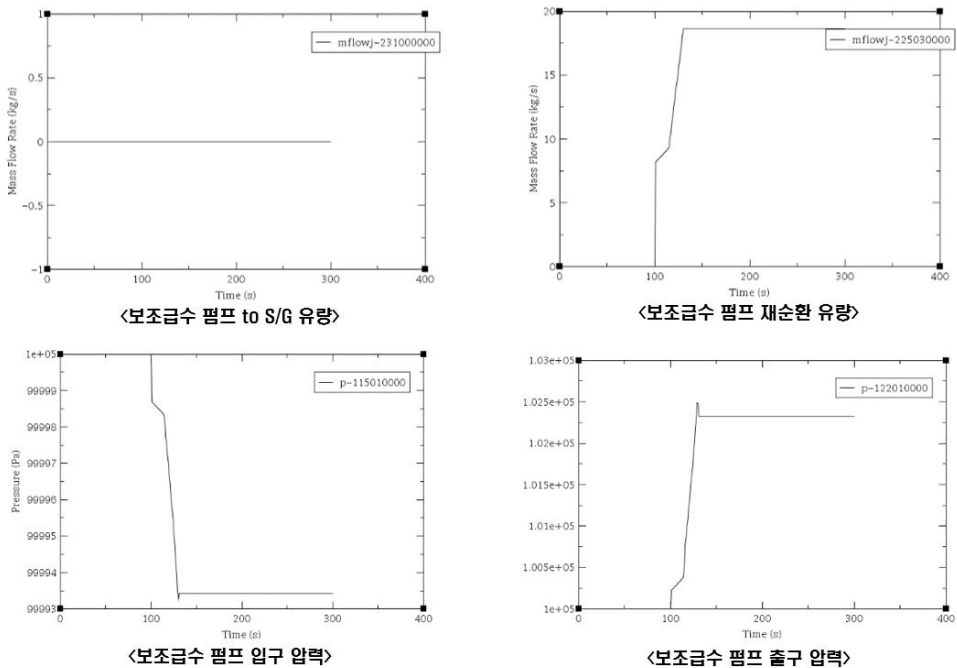 1
0.5
0
-0.5
-1
Mass Flow Rate (kg/s)
mflowj-231000000
0 100 200 300 400
Time (s)
<보조급수 펌프 to S/G 유량>
20
15
10
5
0
Mass Flow Rate (kg/s)
mflowj-225030000
0 100 200 300 400
Time (s)
<보조급수 펌프 재순환 유량>
1e+05
99999
99998
99997
99996
99995
99994
99993
Pressure (Pa)
p-115010000
0 100 200 300 400
Time (s)
<보조급수 펌프 입구 압력>
1.03e+05
1.025e+05
1.02e+05
1.015e+05
1.01e+05
1.005e+05
1e+05
p-122010000
0 100 200 300 400
Time (s)
<보조급수 펌프 출구 압력>